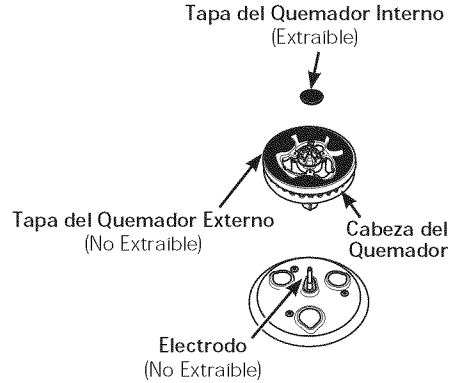 Tapa del Quemador Interno
(Extraíble)
Tapa del Quemador Externo
(No Extraíble)
Cabeza del
Quemador
Electrodo
(No Extraíble)